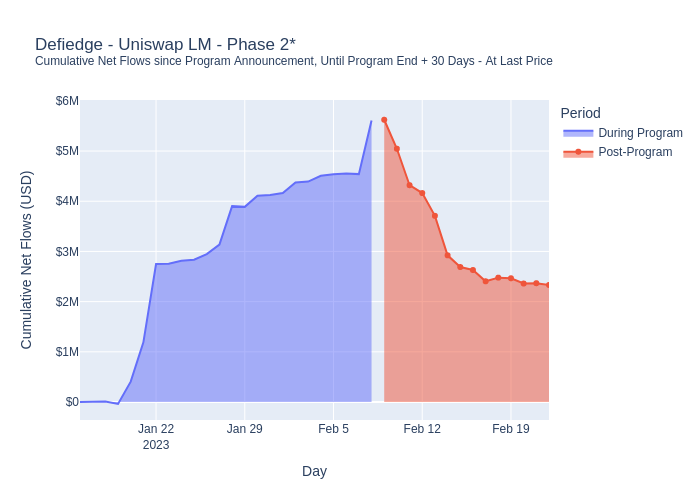 Defiedge - Uniswap LM - Phase 2*
Cumulative Net Flows since Program Announcement, Until Program End + 30 Days - At Last Price
Period
During Program
Post-Program
Cumulative Net Flows (USD)
$6M
$5M
$4M
$3M
$2M
$1M
$0
Jan 22
2023
Jan 29
Feb 5
Feb 12
Feb 19
Day